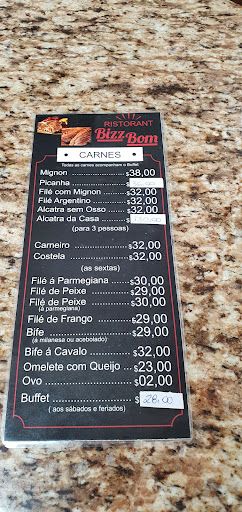 RISTORANT
Bizz Bom
• CARNES •
Todas as carnes acompanham o Buffet
Mignon ........ $38,00
Picanha ........ $
Filé com Mignon ..... $32,00
Filé Argentino ..... $32,00
Alcatra sem Osso ..... $32,00
Alcatra da Casa ..... $
(para 3 pessoas)
Carneiro ........ $32,00
Costela ........ $32,00
(as sextas)
Filé á Parmegiana ..... $30,00
Filé de Peixe ........ $29,00
Filé de Peixe ........ $30,00
(á parmegiana)
Filé de Frango ..... $29,00
Bife ........ $29,00
(á milanesa ou acebolado)
Bife á Cavalo ..... $32,00
Omelete com Queijo ... $23,00
Ovo ........ $02,00
Buffet ........ $28,00
( aos sábados e feriados)